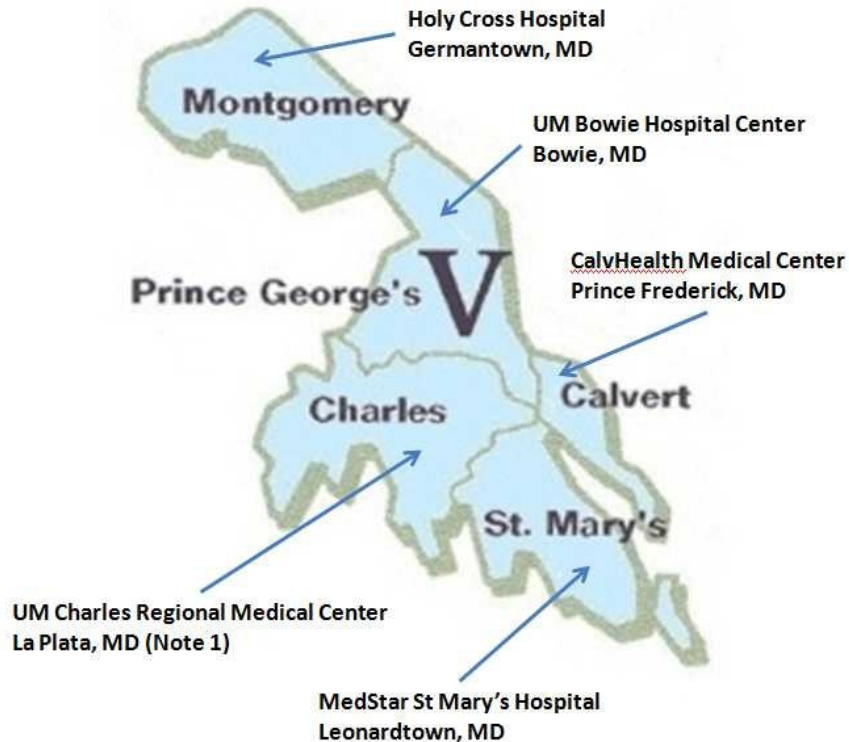 Holy Cross Hospital
Germantown, MD
Montgomery
UM Bowie Hospital Center
Bowie, MD
V
CalvHealth Medical Center
Prince Frederick, MD
Prince George's
Calvert
Charles
St. Mary's
UM Charles Regional Medical Center
La Plata, MD (Note 1)
MedStar St Mary’s Hospital
Leonardtown, MD